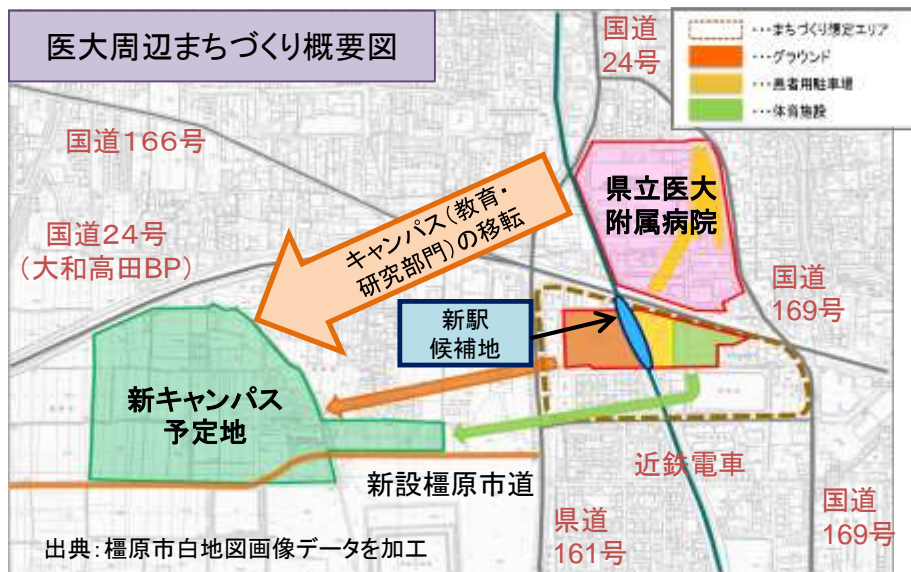 医大周辺まちづくり概要図
国道
24号
・・・まちづくり想定エリア
・・・グラウンド
・・・患者用駐車場
・・・体育施設
国道166号
県立医大
附属病院
キャンパス(教育・
研究部門)の移転
国道24号
(大和高田BP)
国道
169号
新駅
候補地
新キャンパス
予定地
近鉄電車
新設橿原市道
県道
161号
国道
169号
出典:橿原市白地図画像データを加工